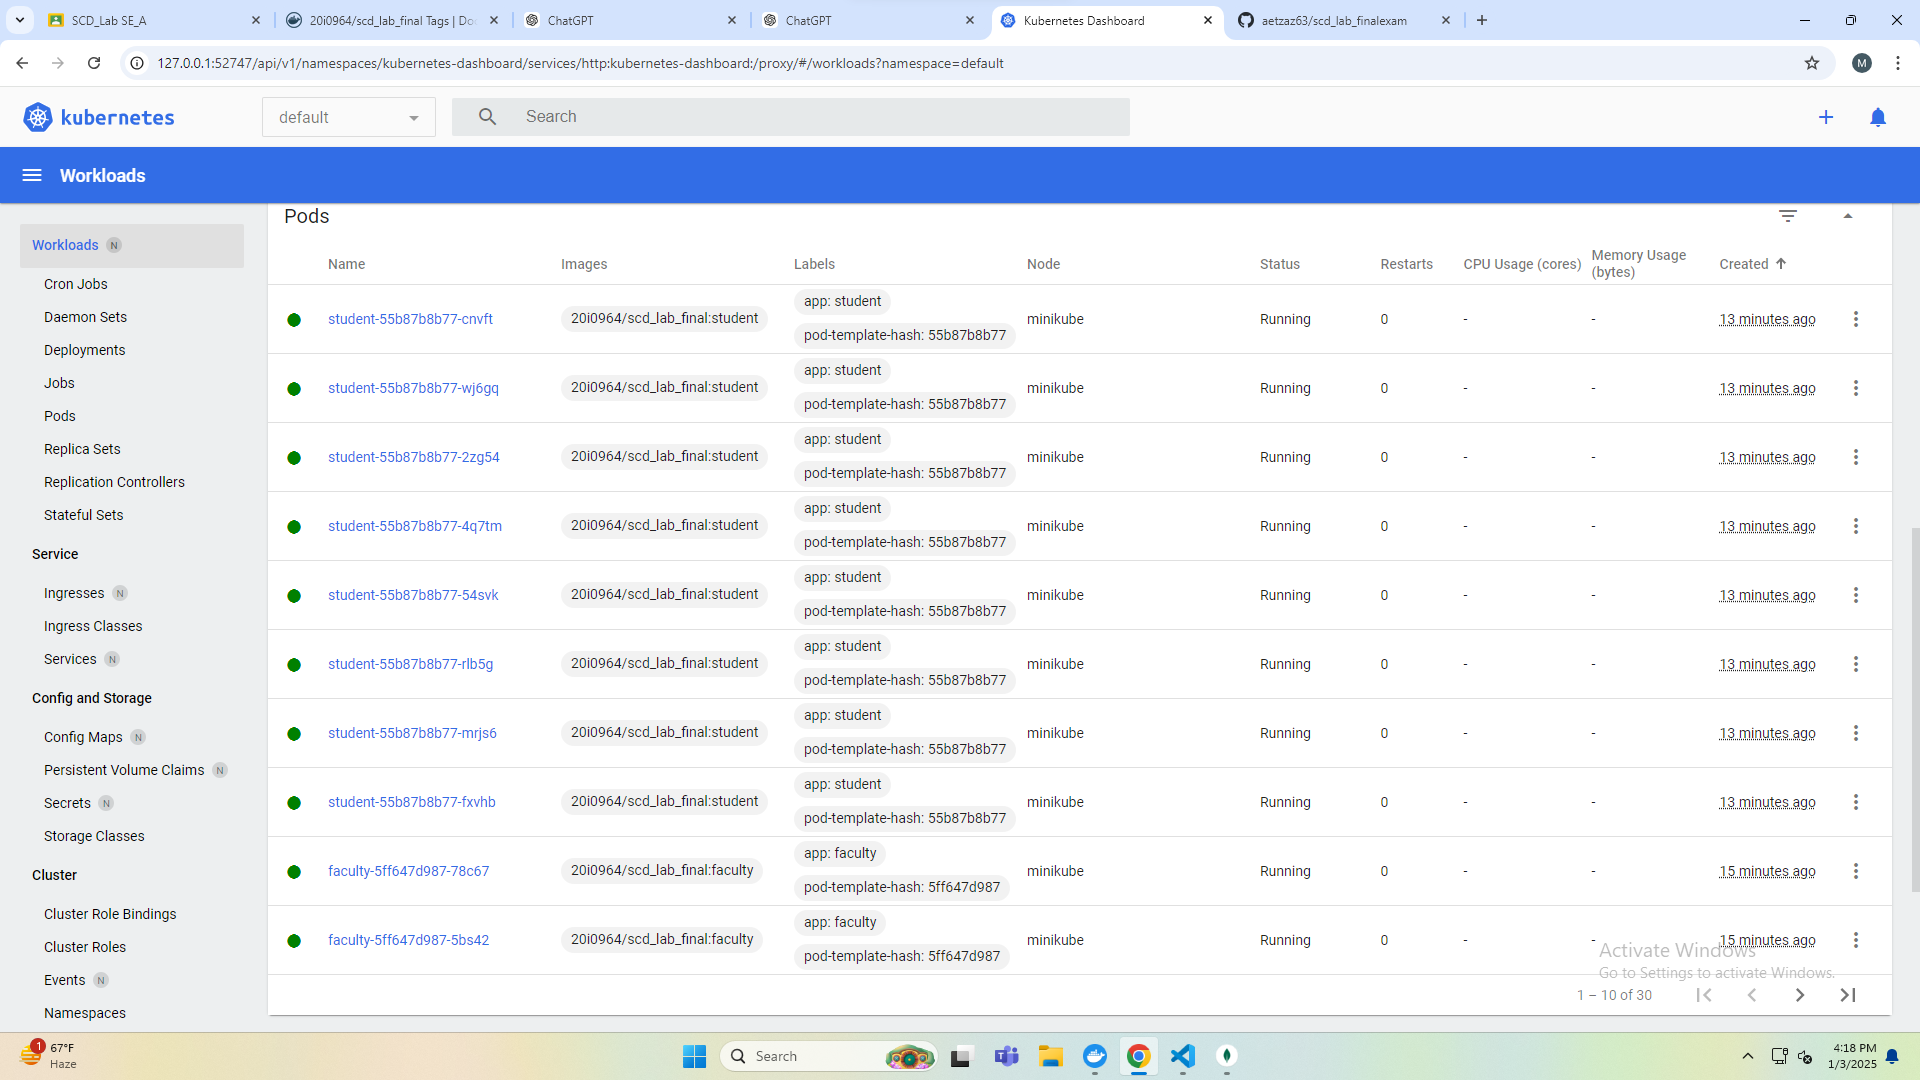 SCD_Lab SE_A
20i0964/scd_lab_final Tags | Do
ChatGPT
ChatGPT
Kubernetes Dashboard
aetzaz63/scd_lab_finalexam
127.0.0.1:52747/api/v1/namespaces/kubernetes-dashboard/services/http:kubernetes-dashboard:/proxy/#/workloads?namespace=default
M
kubernetes
default
Search
Workloads
Workloads N
Cron Jobs
Daemon Sets
Deployments
Jobs
Pods
Replica Sets
Replication Controllers
Stateful Sets
Service
Ingresses N
Ingress Classes
Services N
Config and Storage
Config Maps N
Persistent Volume Claims N
Secrets N
Storage Classes
Cluster
Cluster Role Bindings
Cluster Roles
Events N
Namespaces
Pods
Name Images Labels Node Status Restarts CPU Usage (cores) Memory Usage (bytes) Created
app: student
student-55b87b8b77-cnvft 20i0964/scd_lab_final:student minikube Running 0 - - 13 minutes ago
pod-template-hash: 55b87b8b77
app: student
student-55b87b8b77-wj6gq 20i0964/scd_lab_final:student minikube Running 0 - - 13 minutes ago
pod-template-hash: 55b87b8b77
app: student
student-55b87b8b77-2zg54 20i0964/scd_lab_final:student minikube Running 0 - - 13 minutes ago
pod-template-hash: 55b87b8b77
app: student
student-55b87b8b77-4q7tm 20i0964/scd_lab_final:student minikube Running 0 - - 13 minutes ago
pod-template-hash: 55b87b8b77
app: student
student-55b87b8b77-54svk 20i0964/scd_lab_final:student minikube Running 0 - - 13 minutes ago
pod-template-hash: 55b87b8b77
app: student
student-55b87b8b77-rlb5g 20i0964/scd_lab_final:student minikube Running 0 - - 13 minutes ago
pod-template-hash: 55b87b8b77
app: student
student-55b87b8b77-mrjs6 20i0964/scd_lab_final:student minikube Running 0 - - 13 minutes ago
pod-template-hash: 55b87b8b77
app: student
student-55b87b8b77-fxvhb 20i0964/scd_lab_final:student minikube Running 0 - - 13 minutes ago
pod-template-hash: 55b87b8b77
app: faculty
faculty-5ff647d987-78c67 20i0964/scd_lab_final:faculty minikube Running 0 - - 15 minutes ago
pod-template-hash: 5ff647d987
app: faculty
faculty-5ff647d987-5bs42 20i0964/scd_lab_final:faculty minikube Running 0 - - 15 minutes ago
pod-template-hash: 5ff647d987
Activate Windows
Go to Settings to activate Windows.
1 – 10 of 30
1
67°F
Haze
Search
4:18 PM
1/3/2025